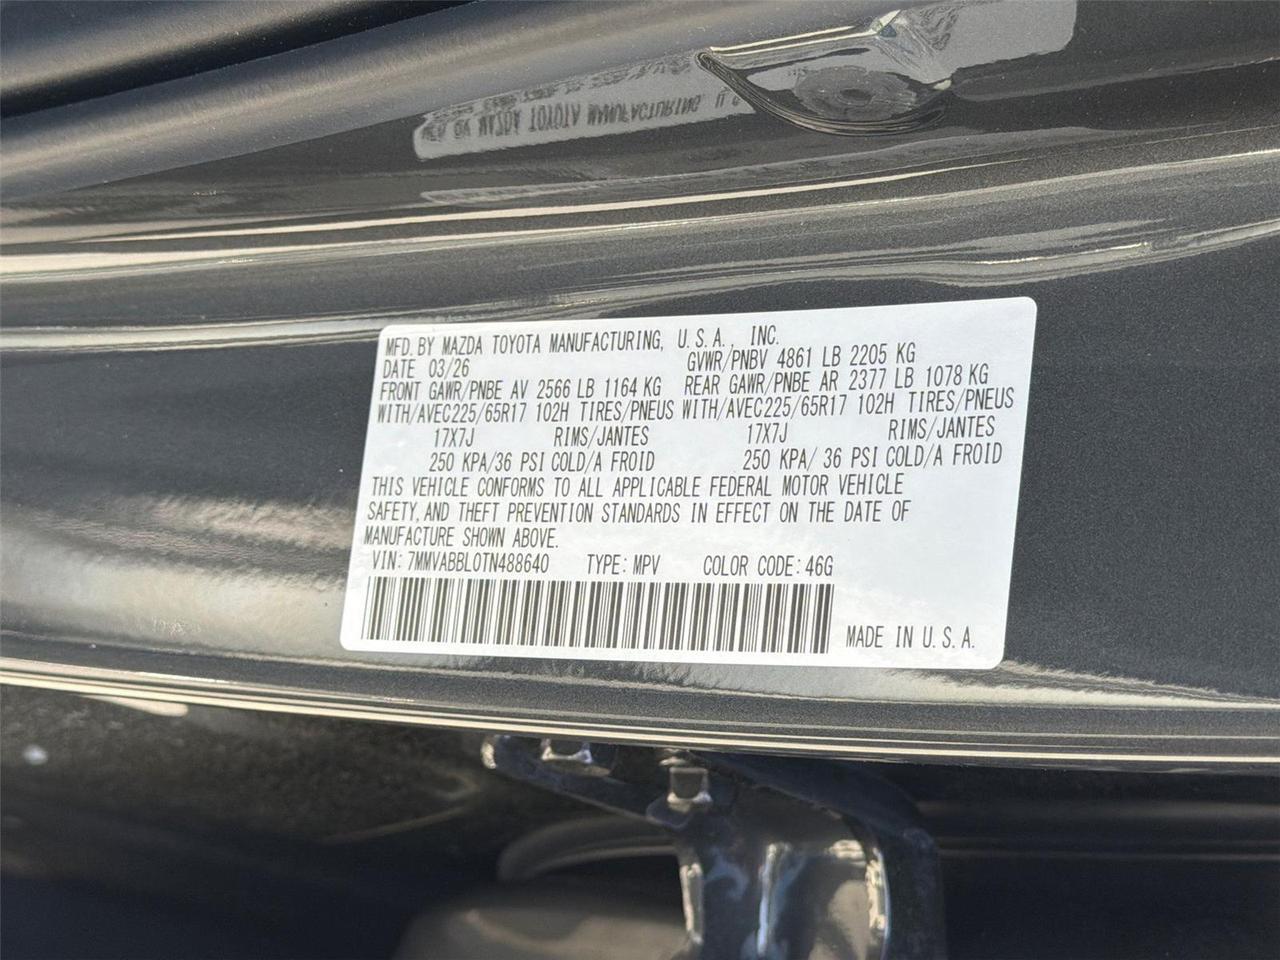 MFD. BY MAZDA TOYOTA MANUFACTURING, U.S.A., INC.
DATE 03/26 GVWR/PNBV 4861 LB 2205 KG
FRONT GAWR/PNBE AV 2566 LB 1164 KG REAR GAWR/PNBE AR 2377 LB 1078 KG
WITH/AVEC225/65R17 102H TIRES/PNEUS WITH/AVEC225/65R17 102H TIRES/PNEUS
17X7J RIMS/JANTES 17X7J RIMS/JANTES
250 KPA/36 PSI COLD/A FROID 250 KPA/ 36 PSI COLD/A FROID
THIS VEHICLE CONFORMS TO ALL APPLICABLE FEDERAL MOTOR VEHICLE
SAFETY, AND THEFT PREVENTION STANDARDS IN EFFECT ON THE DATE OF
MANUFACTURE SHOWN ABOVE.
VIN: 7MMVABBL0TN488640 TYPE: MPV COLOR CODE: 46G
MADE IN U.S.A.